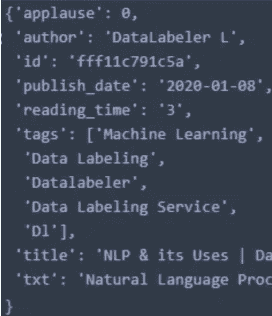 {'applause': 0,
'author': 'DataLabeler L',
'id': 'fff11c791c5a',
'publish_date': '2020-01-08',
'reading_time': '3',
'tags': ['Machine Learning',
'Data Labeling',
'Datalabeler',
'Data Labeling Service',
'Dl'],
'title': 'NLP & its Uses | Da
'txt': 'Natural Language Proc
}